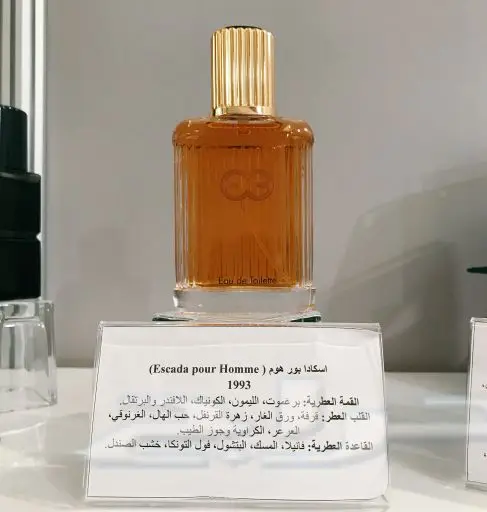 Eau de Toilette
اسكادا بور هوم ( Escada pour Homme)
1993
القمة العطرية: برغموت، الليمون، الكونياك، اللافندر والبرتقال.
القلب العطر: قرفة، ورق الغار، زهرة القرنفل، حب الهال، الغرنوقي،
العرعر، الكراوية وجوز الطيب.
القاعدة العطرية: فانيلا، المسك، البتشول، فول التونكا، خشب الصندل.